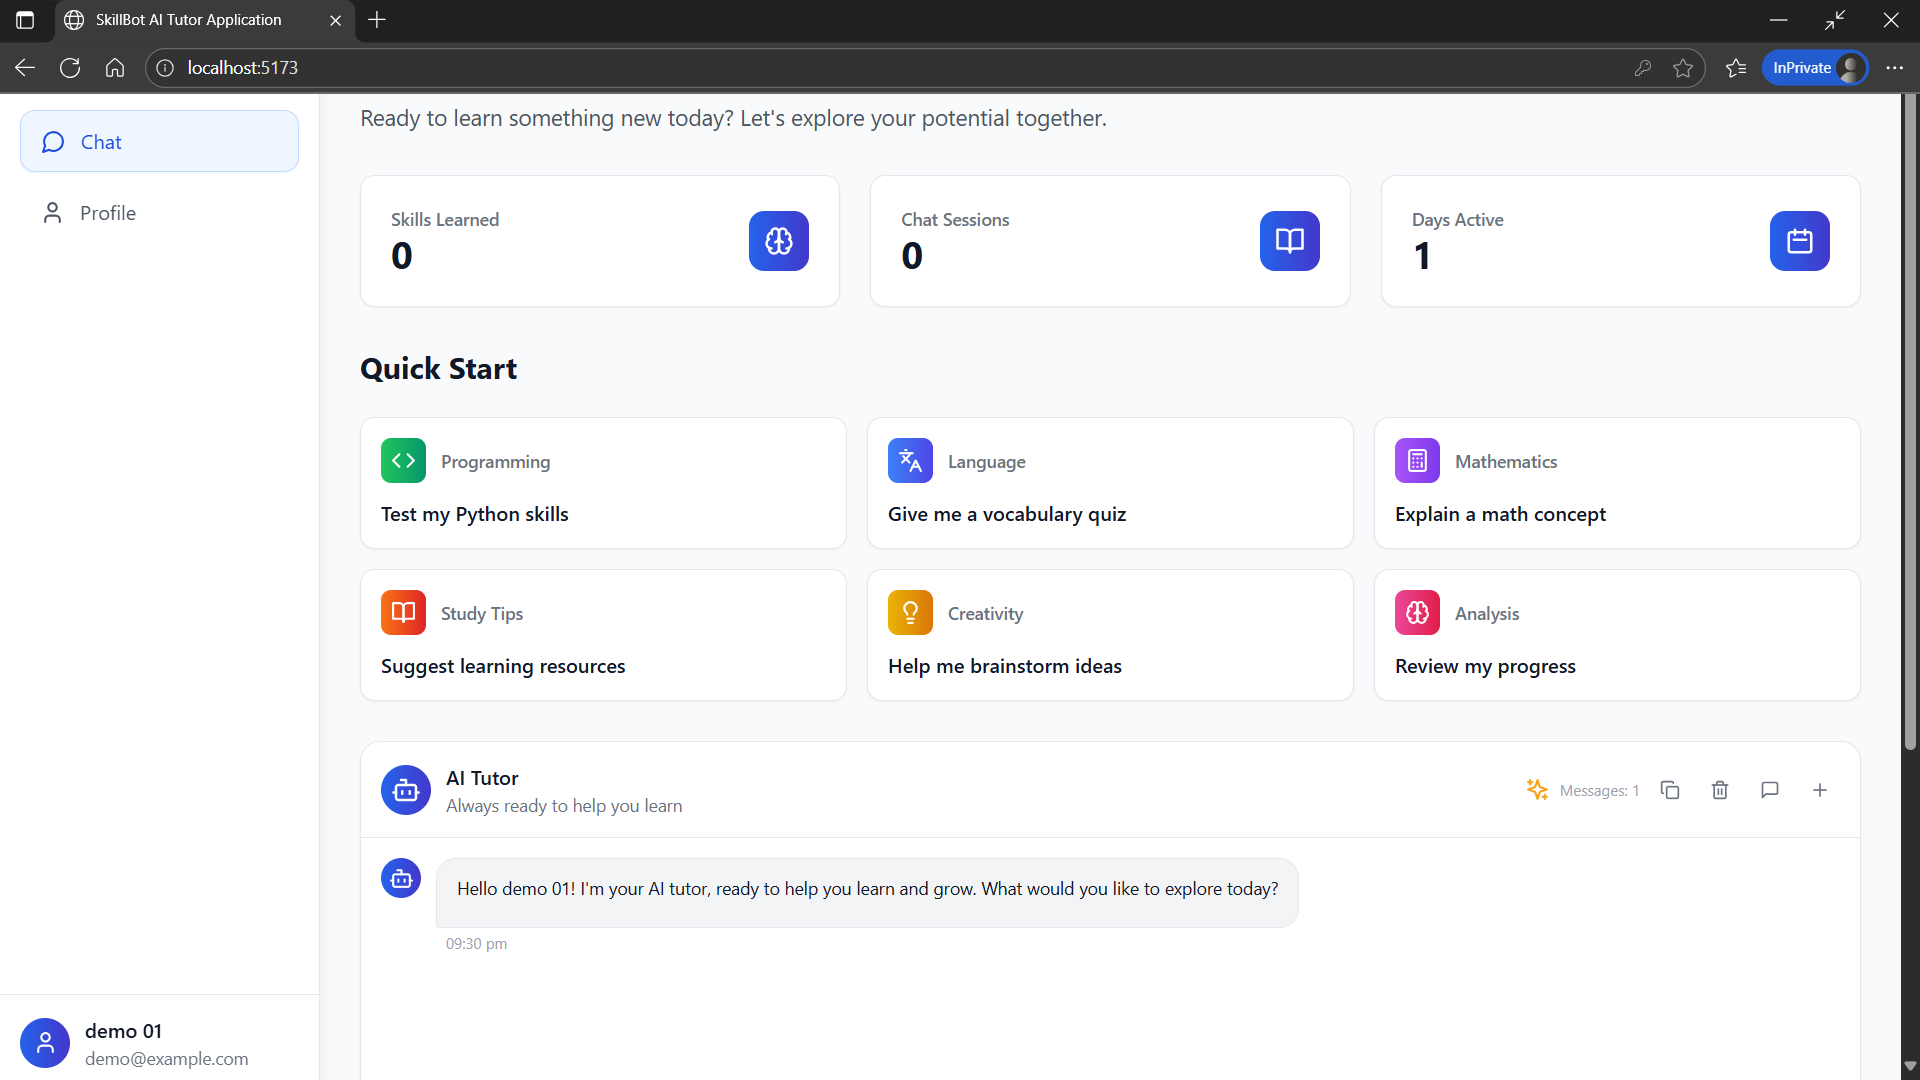 SkillBot AI Tutor Application
localhost:5173
InPrivate
Chat
Profile
demo 01
demo@example.com
Ready to learn something new today? Let's explore your potential together.
Skills Learned
0
Chat Sessions
0
Days Active
1
Quick Start
Programming
Test my Python skills
Language
Give me a vocabulary quiz
Mathematics
Explain a math concept
Study Tips
Suggest learning resources
Creativity
Help me brainstorm ideas
Analysis
Review my progress
AI Tutor
Always ready to help you learn
Messages: 1
Hello demo 01! I'm your AI tutor, ready to help you learn and grow. What would you like to explore today?
09:30 pm